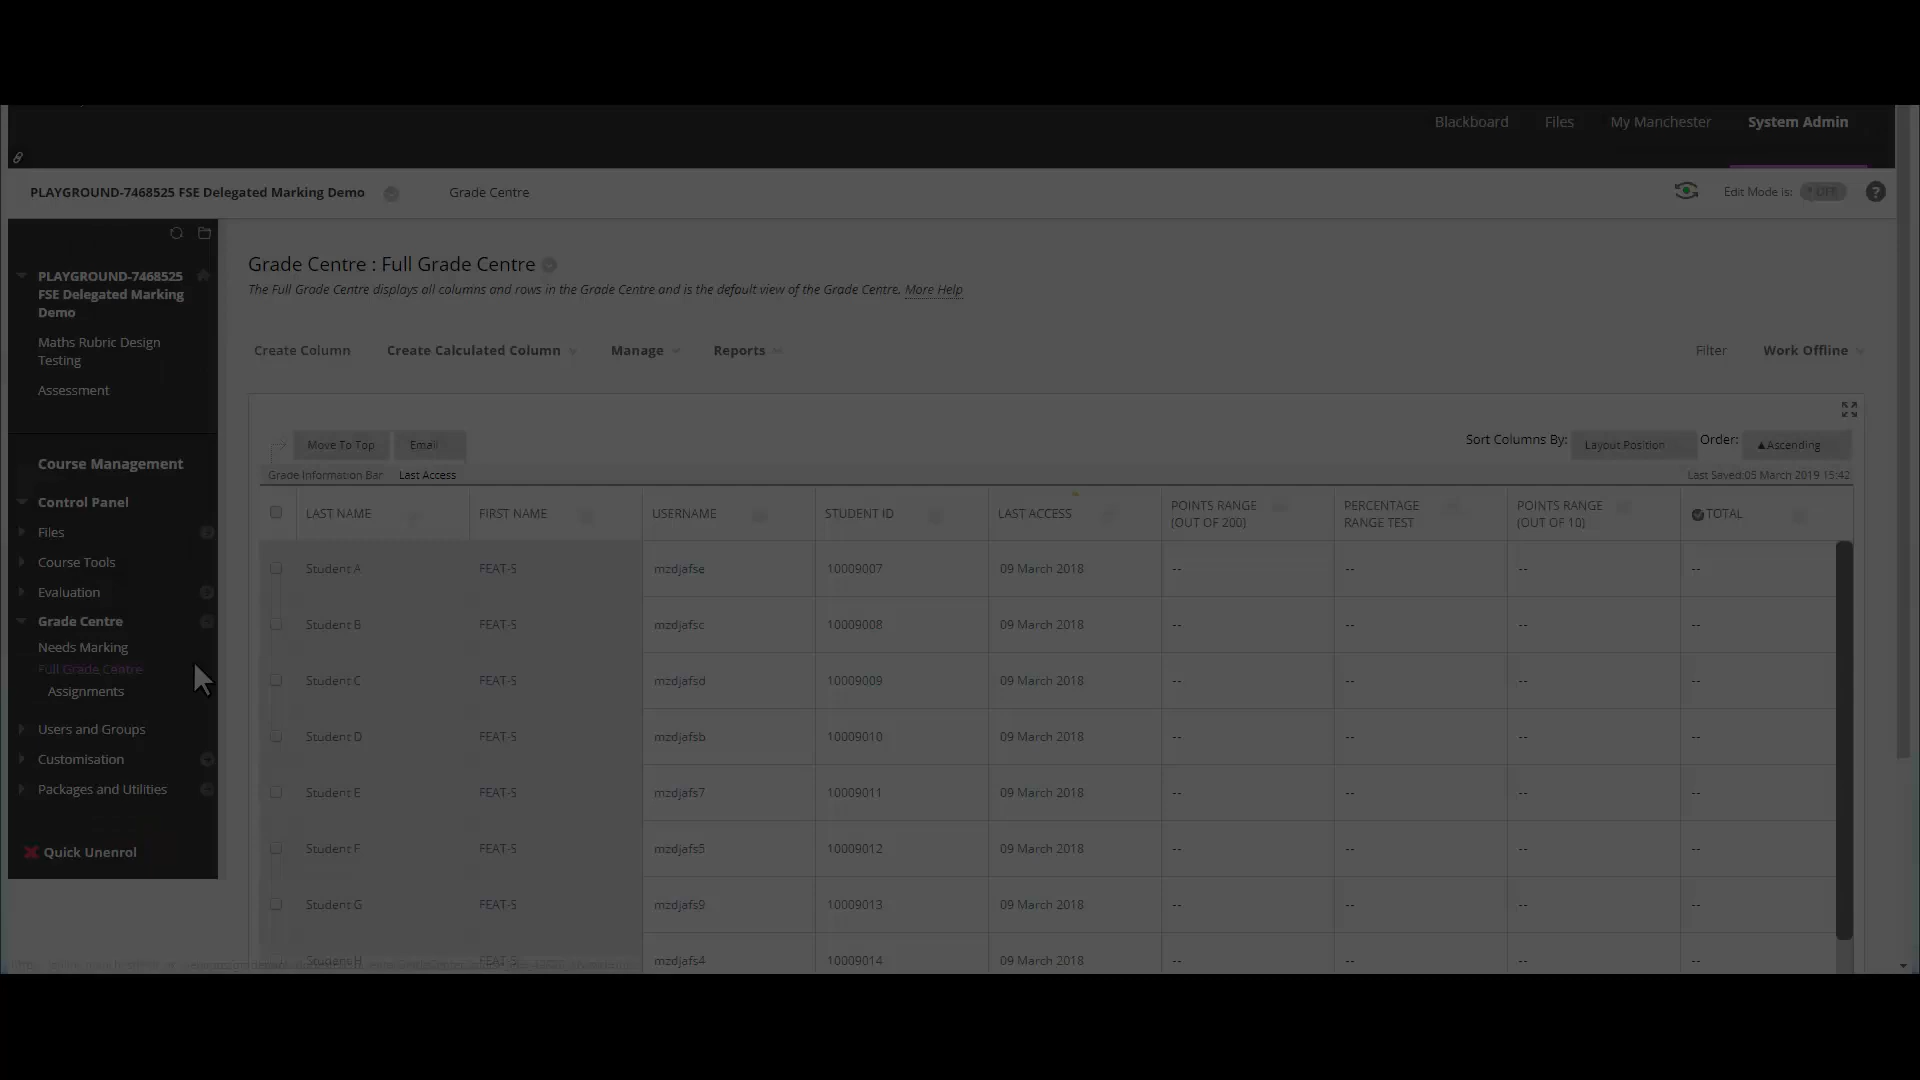 Blackboard Files My Manchester System Admin
PLAYGROUND-7468525 FSE Delegated Marking Demo Grade Centre Edit Mode is: OFF ?
PLAYGROUND-7468525
FSE Delegated Marking
Demo
Maths Rubric Design
Testing
Assessment
Course Management
Control Panel
Files
Course Tools
Evaluation
Grade Centre
Needs Marking
Full Grade Centre
Assignments
Users and Groups
Customisation
Packages and Utilities
Quick Unenrol
Grade Centre : Full Grade Centre
The Full Grade Centre displays all columns and rows in the Grade Centre and is the default view of the Grade Centre. More Help
Create Column Create Calculated Column Manage Reports Filter Work Offline
Move To Top Email Sort Columns By: Layout Position Order: ▲Ascending
Grade Information Bar Last Access Last Saved:05 March 2019 15:42
LAST NAME FIRST NAME USERNAME STUDENT ID LAST ACCESS POINTS RANGE (OUT OF 200) PERCENTAGE RANGE TEST POINTS RANGE (OUT OF 10) TOTAL
Student A FEAT-S mzdjafse 10009007 09 March 2018 -- -- -- --
Student B FEAT-S mzdjafsc 10009008 09 March 2018 -- -- -- --
Student C FEAT-S mzdjafsd 10009009 09 March 2018 -- -- -- --
Student D FEAT-S mzdjafsb 10009010 09 March 2018 -- -- -- --
Student E FEAT-S mzdjafs7 10009011 09 March 2018 -- -- -- --
Student F FEAT-S mzdjafs5 10009012 09 March 2018 -- -- -- --
Student G FEAT-S mzdjafs9 10009013 09 March 2018 -- -- -- --
Student H FEAT-S mzdjafs4 10009014 09 March 2018 -- -- -- --